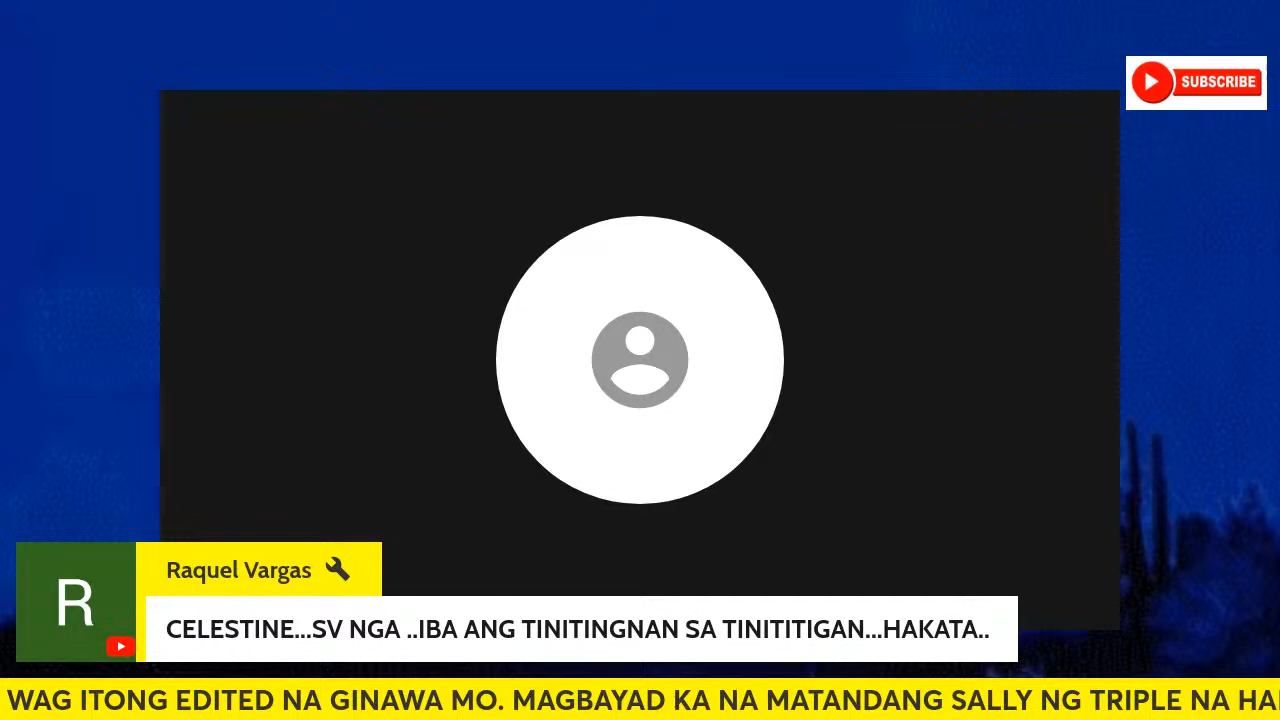 SUBSCRIBE
R
Raquel Vargas
CELESTINE...SV NGA ..IBA ANG TINITINGNAN SA TINITITIGAN...HAKATA..
WAG ITONG EDITED NA GINAWA MO. MAGBAYAD KA NA MATANDANG SALLY NG TRIPLE NA